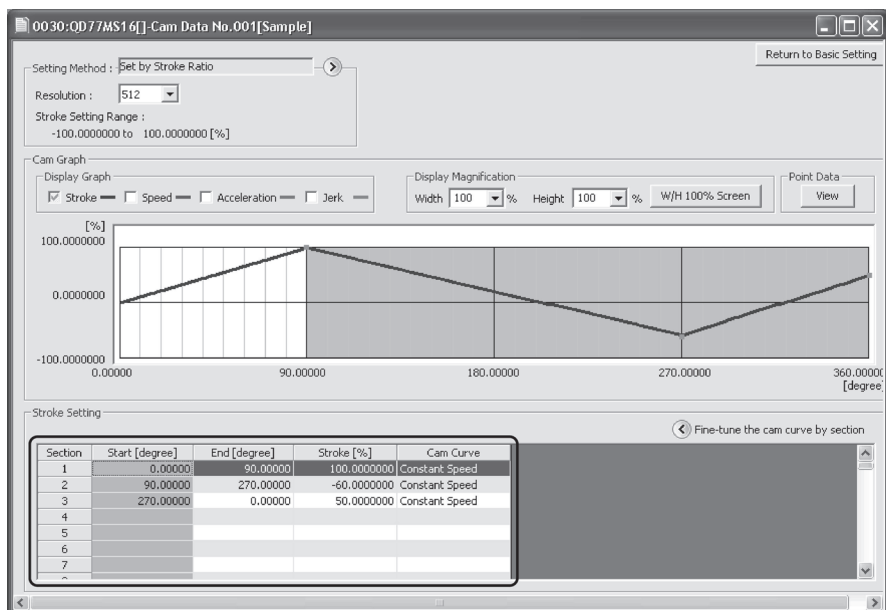 0030:QD77MS16[]-Cam Data No.001[Sample]
Return to Basic Setting
Setting Method : Set by Stroke Ratio
Resolution : 512
Stroke Setting Range :
-100.0000000 to 100.0000000 [%]
Cam Graph
Display Graph
Stroke Speed Acceleration Jerk
Display Magnification
Width 100 % Height 100 % W/H 100% Screen
Point Data
View
[%]
100.0000000
0.0000000
-100.0000000
0.00000 90.00000 180.00000 270.00000 360.00000
[degree]
Stroke Setting
Fine-tune the cam curve by section
Section Start [degree] End [degree] Stroke [%] Cam Curve
1 0.00000 90.00000 100.0000000 Constant Speed
2 90.00000 270.00000 -60.0000000 Constant Speed
3 270.00000 0.00000 50.0000000 Constant Speed
4
5
6
7